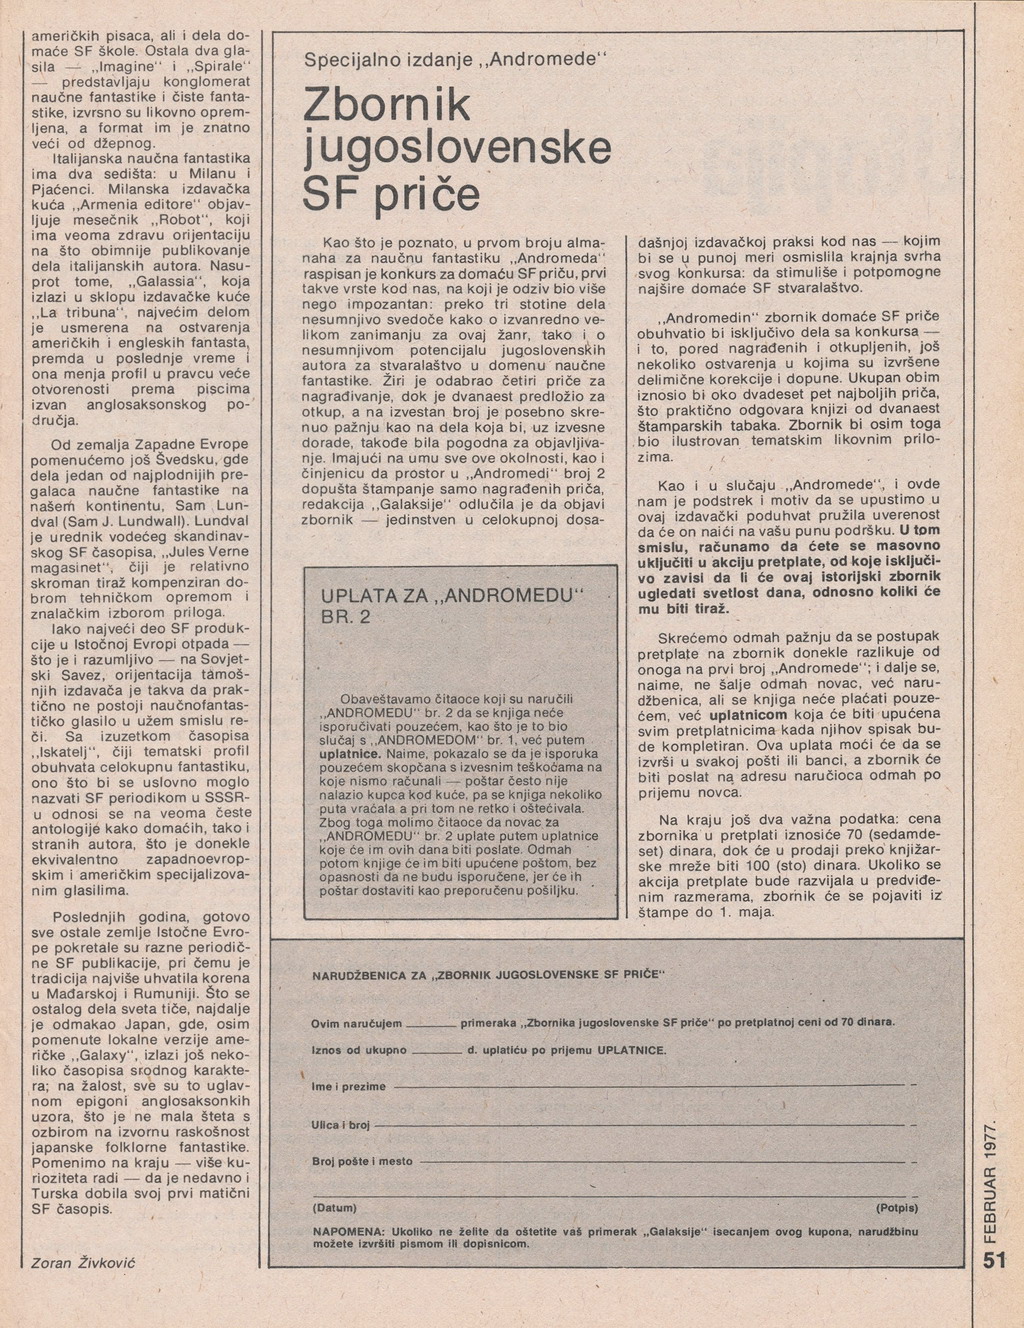 američkih pisaca, ali i dela do-
maće SF škole. Ostala dva gla-
sila — „Imagine“ i „Spirale“
— predstavljaju konglomerat
naučne fantastike i čiste fanta-
stike, izvrsno su likovno oprem-
ljena, a format im je znatno
veći od džepnog.
Italijanska naučna fantastika
ima dva sedišta: u Milanu i
Pjaćenci. Milanska izdavačka
kuća „Armenia editore“ objav-
ljuje mesečnik „Robot“, koji
ima veoma zdravu orijentaciju
na što obimnije publikovanje
dela italijanskih autora. Nasu-
prot tome, „Galassia“, koja
izlazi u sklopu izdavačke kuće
„La tribuna“, najvećim delom
je usmerena na ostvarenja
američkih i engleskih fantasta,
premda u poslednje vreme i
ona menja profil u pravcu veće
otvorenosti prema piscima
izvan anglosaksonskog po-
dručja.
Od zemalja Zapadne Evrope
pomenućemo još Švedsku, gde
dela jedan od najplodnijih pre-
galaca naučne fantastike na
našem kontinentu, Sam Lun-
dval (Sam J. Lundwall). Lundval
je urednik vodećeg skandinav-
skog SF časopisa, „Jules Verne
magasinet“, čiji je relativno
skroman tiraž kompenziran do-
brom tehničkom opremom i
znalačkim izborom priloga.
Iako najveći deo SF produk-
cije u Istočnoj Evropi otpada —
što je i razumljivo — na Sovjet-
ski Savez, orijentacija tamoš-
njih izdavača je takva da prak-
tično ne postoji naučnofantas-
tičko glasilo u užem smislu re-
či. Sa izuzetkom časopisa
„Iskatelj“, čiji tematski profil
obuhvata celokupnu fantastiku,
ono što bi se uslovno moglo
nazvati SF periodikom u SSSR-
u odnosi se na veoma česte
antologije kako domaćih, tako i
stranih autora, što je donekle
ekvivalentno zapadnoevrop-
skim i američkim specijalizova-
nim glasilima.
Poslednjih godina, gotovo
sve ostale zemlje Istočne Evro-
pe pokretale su razne periodič-
ne SF publikacije, pri čemu je
tradicija najviše uhvatila korena
u Mađarskoj i Rumuniji. Što se
ostalog dela sveta tiče, najdalje
je odmakao Japan, gde, osim
pomenute lokalne verzije ame-
ričke „Galaxy“, izlazi još neko-
liko časopisa srodnog karakte-
ra; na žalost, sve su to uglav-
nom epigoni anglosaksonkih
uzora, što je ne mala šteta s
ozbirom na izvornu raskošnost
japanske folklorne fantastike.
Pomenimo na kraju — više ku-
rioziteta radi — da je nedavno i
Turska dobila svoj prvi matični
SF časopis.
Zoran Živković
Specijalno izdanje „Andromede“
Zbornik
jugoslovenske
SF priče
Kao što je poznato, u prvom broju alma-
naha za naučnu fantastiku „Andromeda“
raspisan je konkurs za domaću SF priču, prvi
takve vrste kod nas, na koji je odziv bio više
nego impozantan: preko tri stotine dela
nesumnjivo svedoče kako o izvanredno ve-
likom zanimanju za ovaj žanr, tako i o
nesumnjivom potencijalu jugoslovenskih
autora za stvaralaštvo u domenu naučne
fantastike. Žiri je odabrao četiri priče za
nagrađivanje, dok je dvanaest predložio za
otkup, a na izvestan broj je posebno skre-
nuo pažnju kao na dela koja bi, uz izvesne
dorade, takođe bila pogodna za objavljiva-
nje. Imajući na umu sve ove okolnosti, kao i
činjenicu da prostor u „Andromedi“ broj 2
dopušta štampanje samo nagrađenih priča,
redakcija „Galaksije“ odlučila je da objavi
zbornik — jedinstven u celokupnoj dosa-
UPLATA ZA „ANDROMEDU“
BR. 2
Obaveštavamo čitaoce koji su naručili
„ANDROMEDU“ br. 2 da se knjiga neće
isporučivati pouzećem, kao što je to bio
slučaj s „ANDROMEDOM“ br. 1, već putem
uplatnice. Naime, pokazalo se da je isporuka
pouzećem skopčana s izvesnim teškoćama na
koje nismo računali — poštar često nije
nalazio kupca kod kuće, pa se knjiga nekoliko
puta vraćala a pri tom ne retko i oštećivala.
Zbog toga molimo čitaoce da novac za
„ANDROMEDU“ br. 2 uplate putem uplatnice
koje će im ovih dana biti poslate. Odmah
potom knjige će im biti upućene poštom, bez
opasnosti da ne budu isporučene, jer će ih
poštar dostaviti kao preporučenu pošiljku.
dašnjoj izdavačkoj praksi kod nas — kojim
bi se u punoj meri osmislila krajnja svrha
svog konkursa: da stimuliše i potpomogne
najšire domaće SF stvaralaštvo.
„Andromedin“ zbornik domaće SF priče
obuhvatio bi isključivo dela sa konkursa —
i to, pored nagrađenih i otkupljenih, još
nekoliko ostvarenja u kojima su izvršene
delimične korekcije i dopune. Ukupan obim
iznosio bi oko dvadeset pet najboljih priča,
što praktično odgovara knjizi od dvanaest
štamparskih tabaka. Zbornik bi osim toga
bio ilustrovan tematskim likovnim prilo-
zima.
Kao i u slučaju „Andromede“, i ovde
nam je podstrek i motiv da se upustimo u
ovaj izdavački poduhvat pružila uverenost
da će on naići na vašu punu podršku. U tom
smislu, računamo da ćete se masovno
uključiti u akciju pretplate, od koje isključi-
vo zavisi da li će ovaj istorijski zbornik
ugledati svetlost dana, odnosno koliki će
mu biti tiraž.
Skrećemo odmah pažnju da se postupak
pretplate na zbornik donekle razlikuje od
onoga na prvi broj „Andromede“; i dalje se,
naime, ne šalje odmah novac, već naru-
džbenica, ali se knjiga neće plaćati pouze-
ćem, već uplatnicom koja će biti upućena
svim pretplatnicima kada njihov spisak bu-
de kompletiran. Ova uplata moći će da se
izvrši u svakoj pošti ili banci, a zbornik će
biti poslat na adresu naručioca odmah po
prijemu novca.
Na kraju još dva važna podatka: cena
zbornika u pretplati iznosiće 70 (sedamde-
set) dinara, dok će u prodaji preko knjižar-
ske mreže biti 100 (sto) dinara. Ukoliko se
akcija pretplate bude razvijala u predviđe-
nim razmerama, zbornik će se pojaviti iz
štampe do 1. maja.
NARUDŽBENICA ZA „ZBORNIK JUGOSLOVENSKE SF PRIČE“
Ovim naručujem ________ primeraka „Zbornika jugoslovenske SF priče“ po pretplatnoj ceni od 70 dinara.
Iznos od ukupno ________ d. uplatiću po prijemu UPLATNICE.
Ime i prezime
Ulica i broj
Broj pošte i mesto
(Datum) (Potpis)
NAPOMENA: Ukoliko ne želite da oštetite vaš primerak „Galaksije“ isecanjem ovog kupona, narudžbinu
možete izvršiti pismom ili dopisnicom.
FEBRUAR 1977.
51